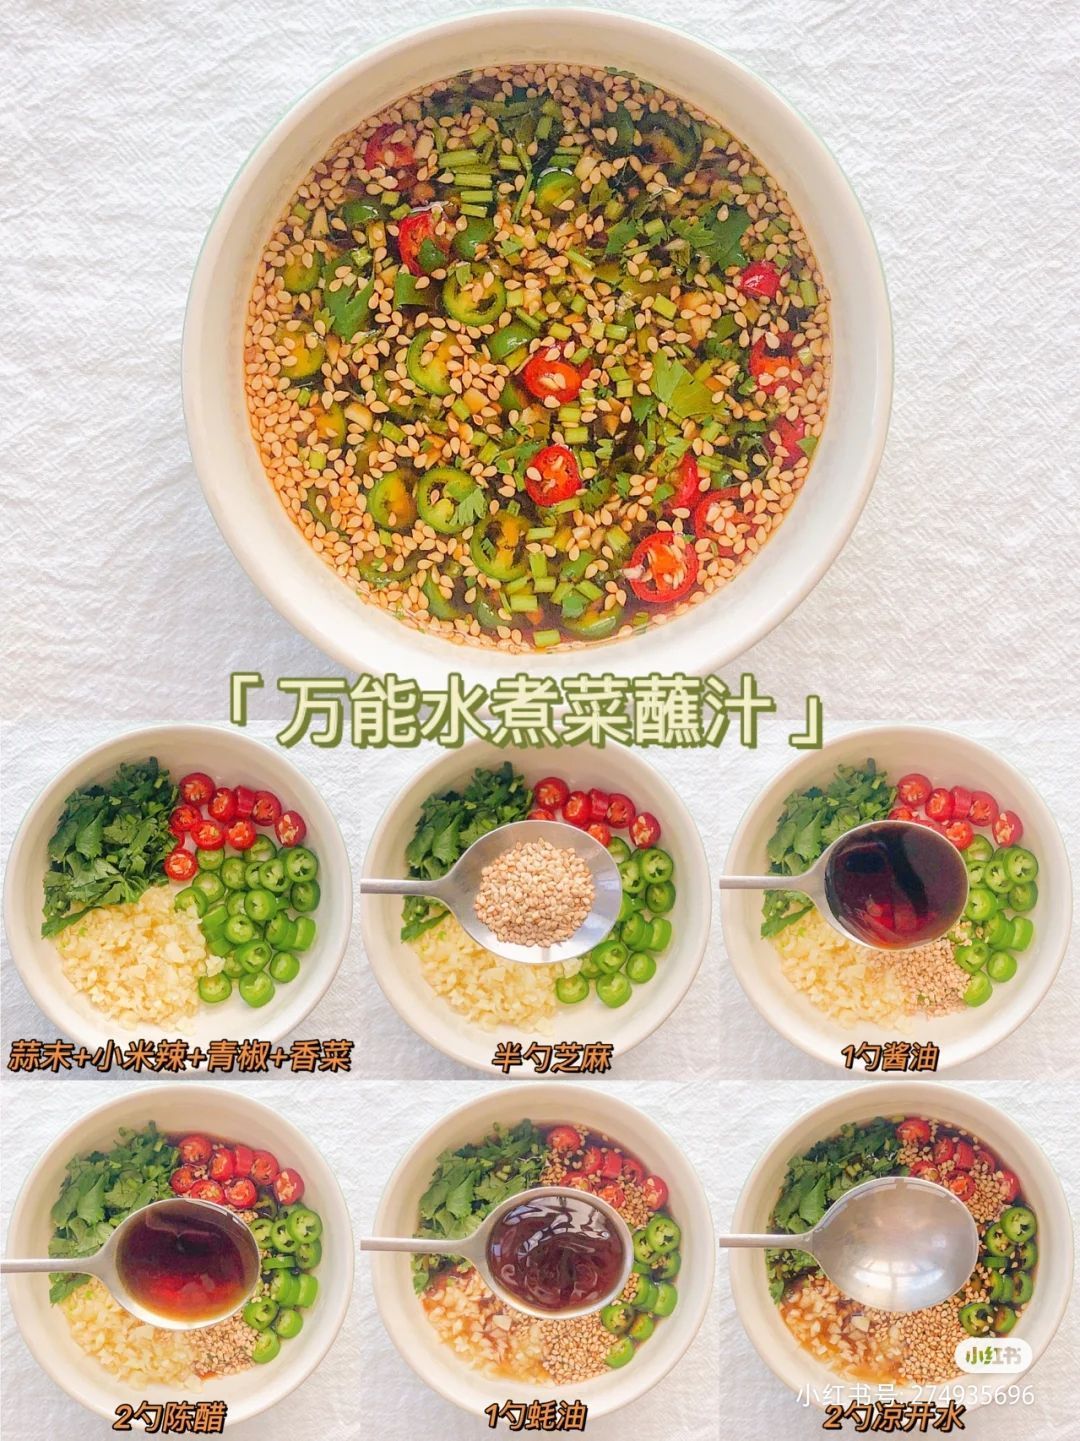 「万能水煮菜蘸汁」
蒜末+小米辣+青椒+香菜
半勺芝麻
1勺酱油
2勺陈醋
1勺蚝油
小红书
小红书号: 274935696
2勺凉开水